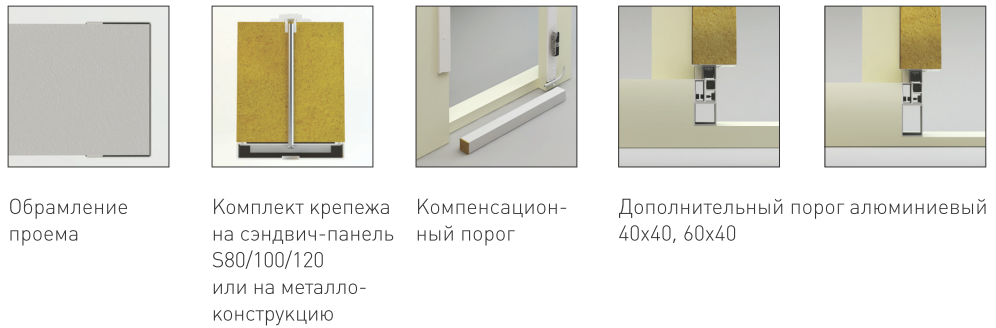 Обрамление
проема
Комплект крепежа
на сэндвич-панель
S80/100/120
или на металло-
конструкцию
Компенсацион-
ный порог
Дополнительный порог алюминиевый
40х40, 60х40